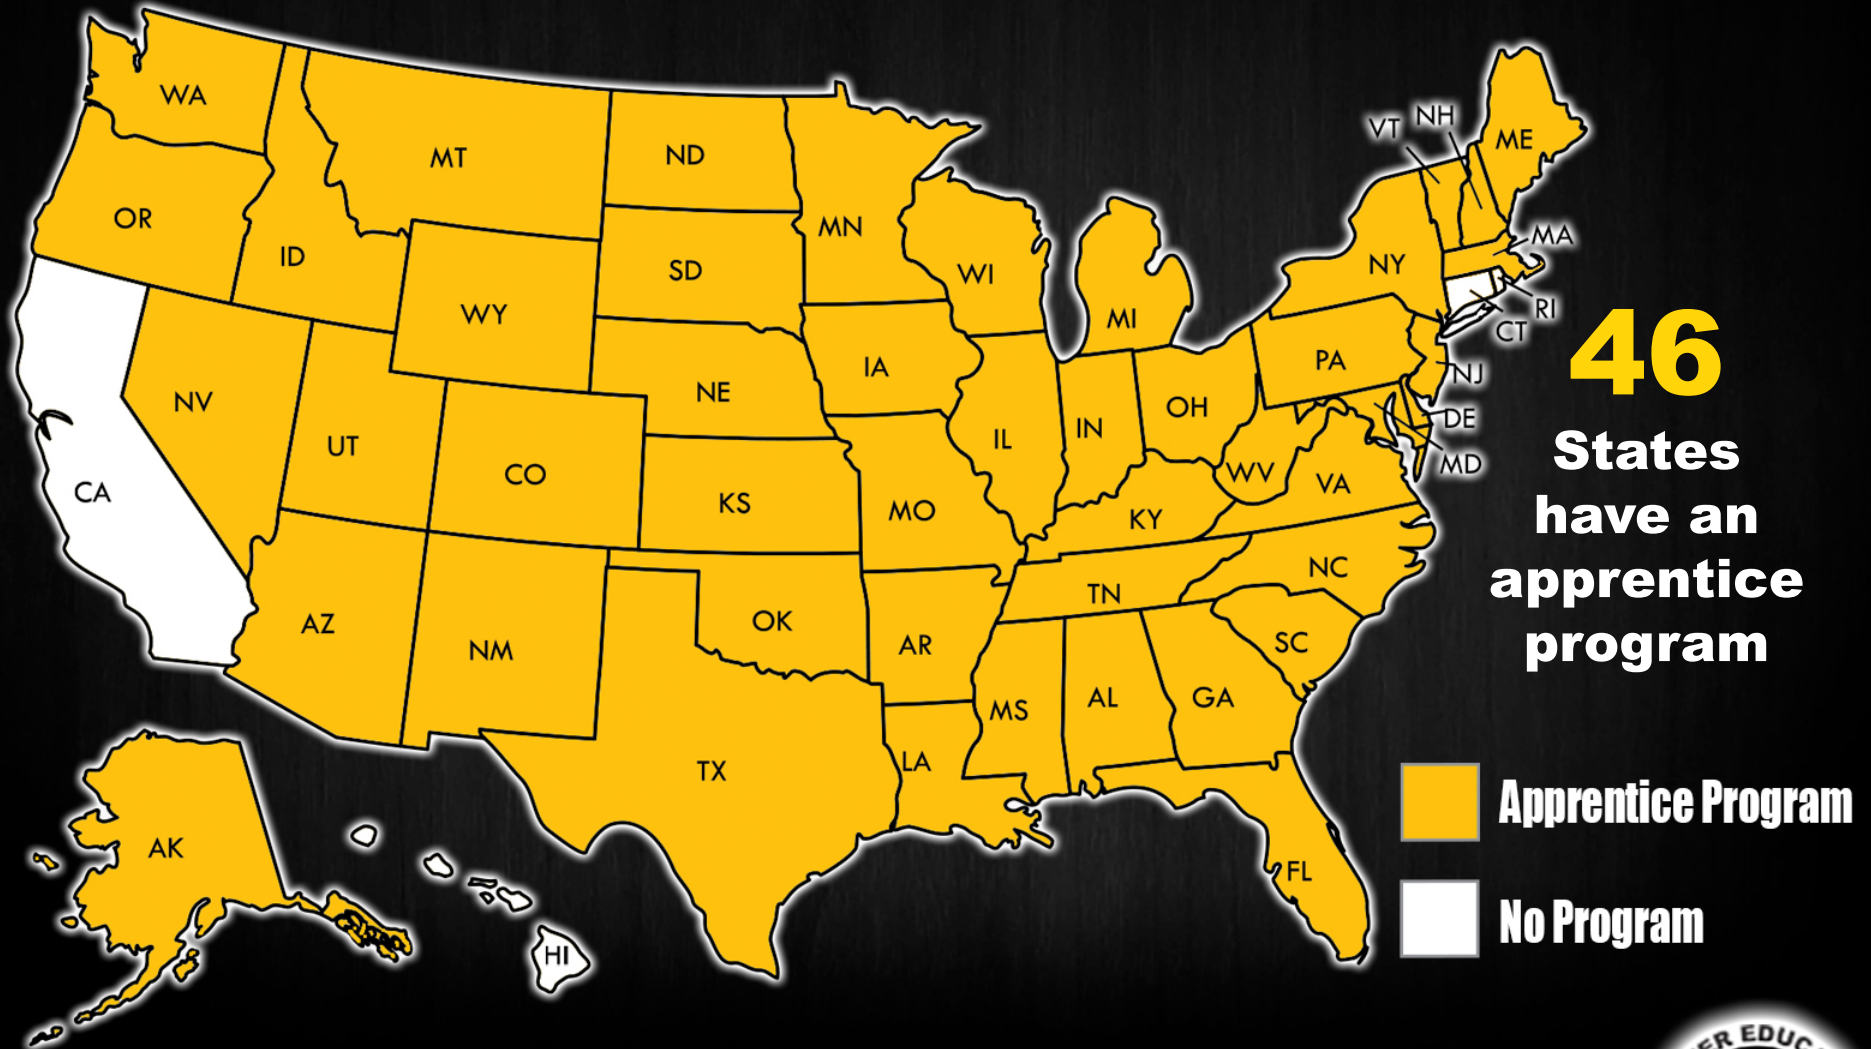 WA
MT
ND
MN
VT
NH
ME
OR
ID
SD
WI
MI
NY
MA
RI
CT
WY
IA
NE
PA
NJ
DE
MD
NV
UT
CO
KS
MO
IL
IN
OH
WV
VA
KY
CA
AZ
NM
OK
AR
TN
NC
SC
TX
LA
MS
AL
GA
FL
AK
HI
46
States
have an
apprentice
program
Apprentice Program
No Program